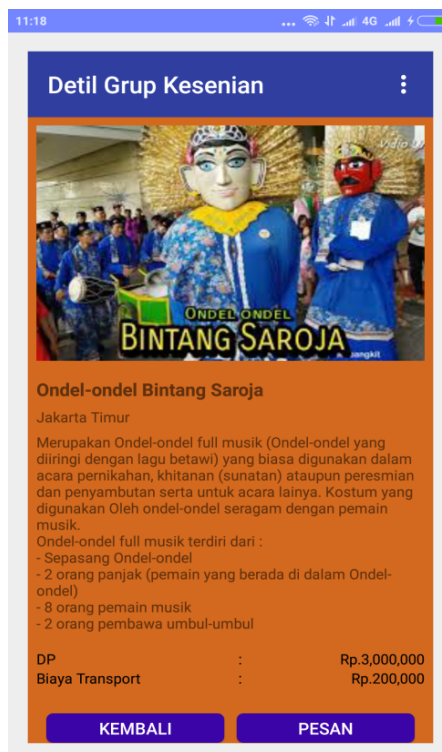 11:18
... 4G
Detil Grup Kesenian
Vidio
ONDEL ONDEL
BINTANG SAROJA
Ondel-ondel Bintang Saroja
Jakarta Timur
Merupakan Ondel-ondel full musik (Ondel-ondel yang
diiringi dengan lagu betawi) yang biasa digunakan dalam
acara pernikahan, khitanan (sunatan) ataupun peresmian
dan penyambutan serta untuk acara lainya. Kostum yang
digunakan Oleh ondel-ondel seragam dengan pemain
musik.
Ondel-ondel full musik terdiri dari :
- Sepasang Ondel-ondel
- 2 orang panjak (pemain yang berada di dalam Ondel-
ondel)
- 8 orang pemain musik
- 2 orang pembawa umbul-umbul
DP : Rp.3,000,000
Biaya Transport : Rp.200,000
KEMBALI PESAN